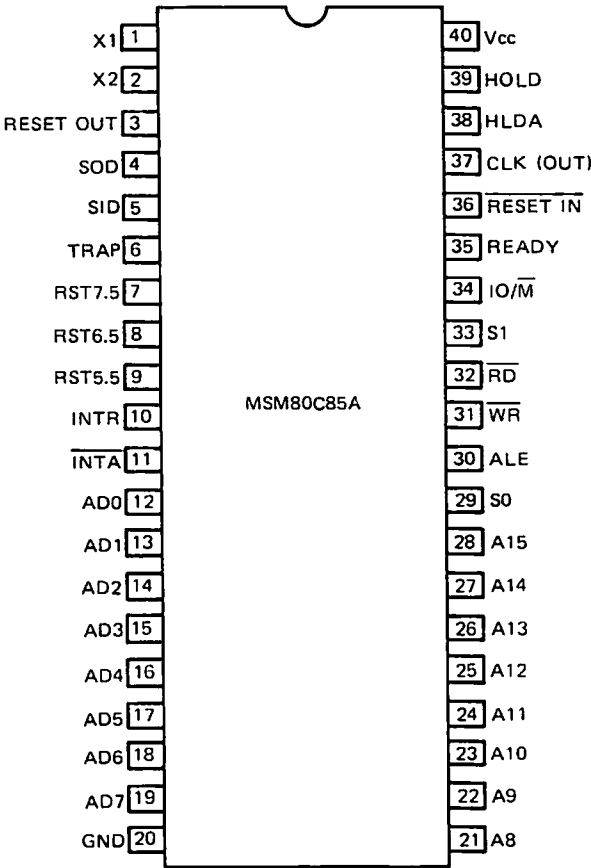 X1 1 40 Vcc
X2 2 39 HOLD
RESET OUT 3 38 HLDA
SOD 4 37 CLK (OUT)
SID 5 36 RESET IN
TRAP 6 35 READY
RST7.5 7 34 IO/M
RST6.5 8 33 S1
RST5.5 9 32 RD
MSM80C85A
INTR 10 31 WR
INTA 11 30 ALE
AD0 12 29 S0
AD1 13 28 A15
AD2 14 27 A14
AD3 15 26 A13
AD4 16 25 A12
AD5 17 24 A11
AD6 18 23 A10
AD7 19 22 A9
GND 20 21 A8